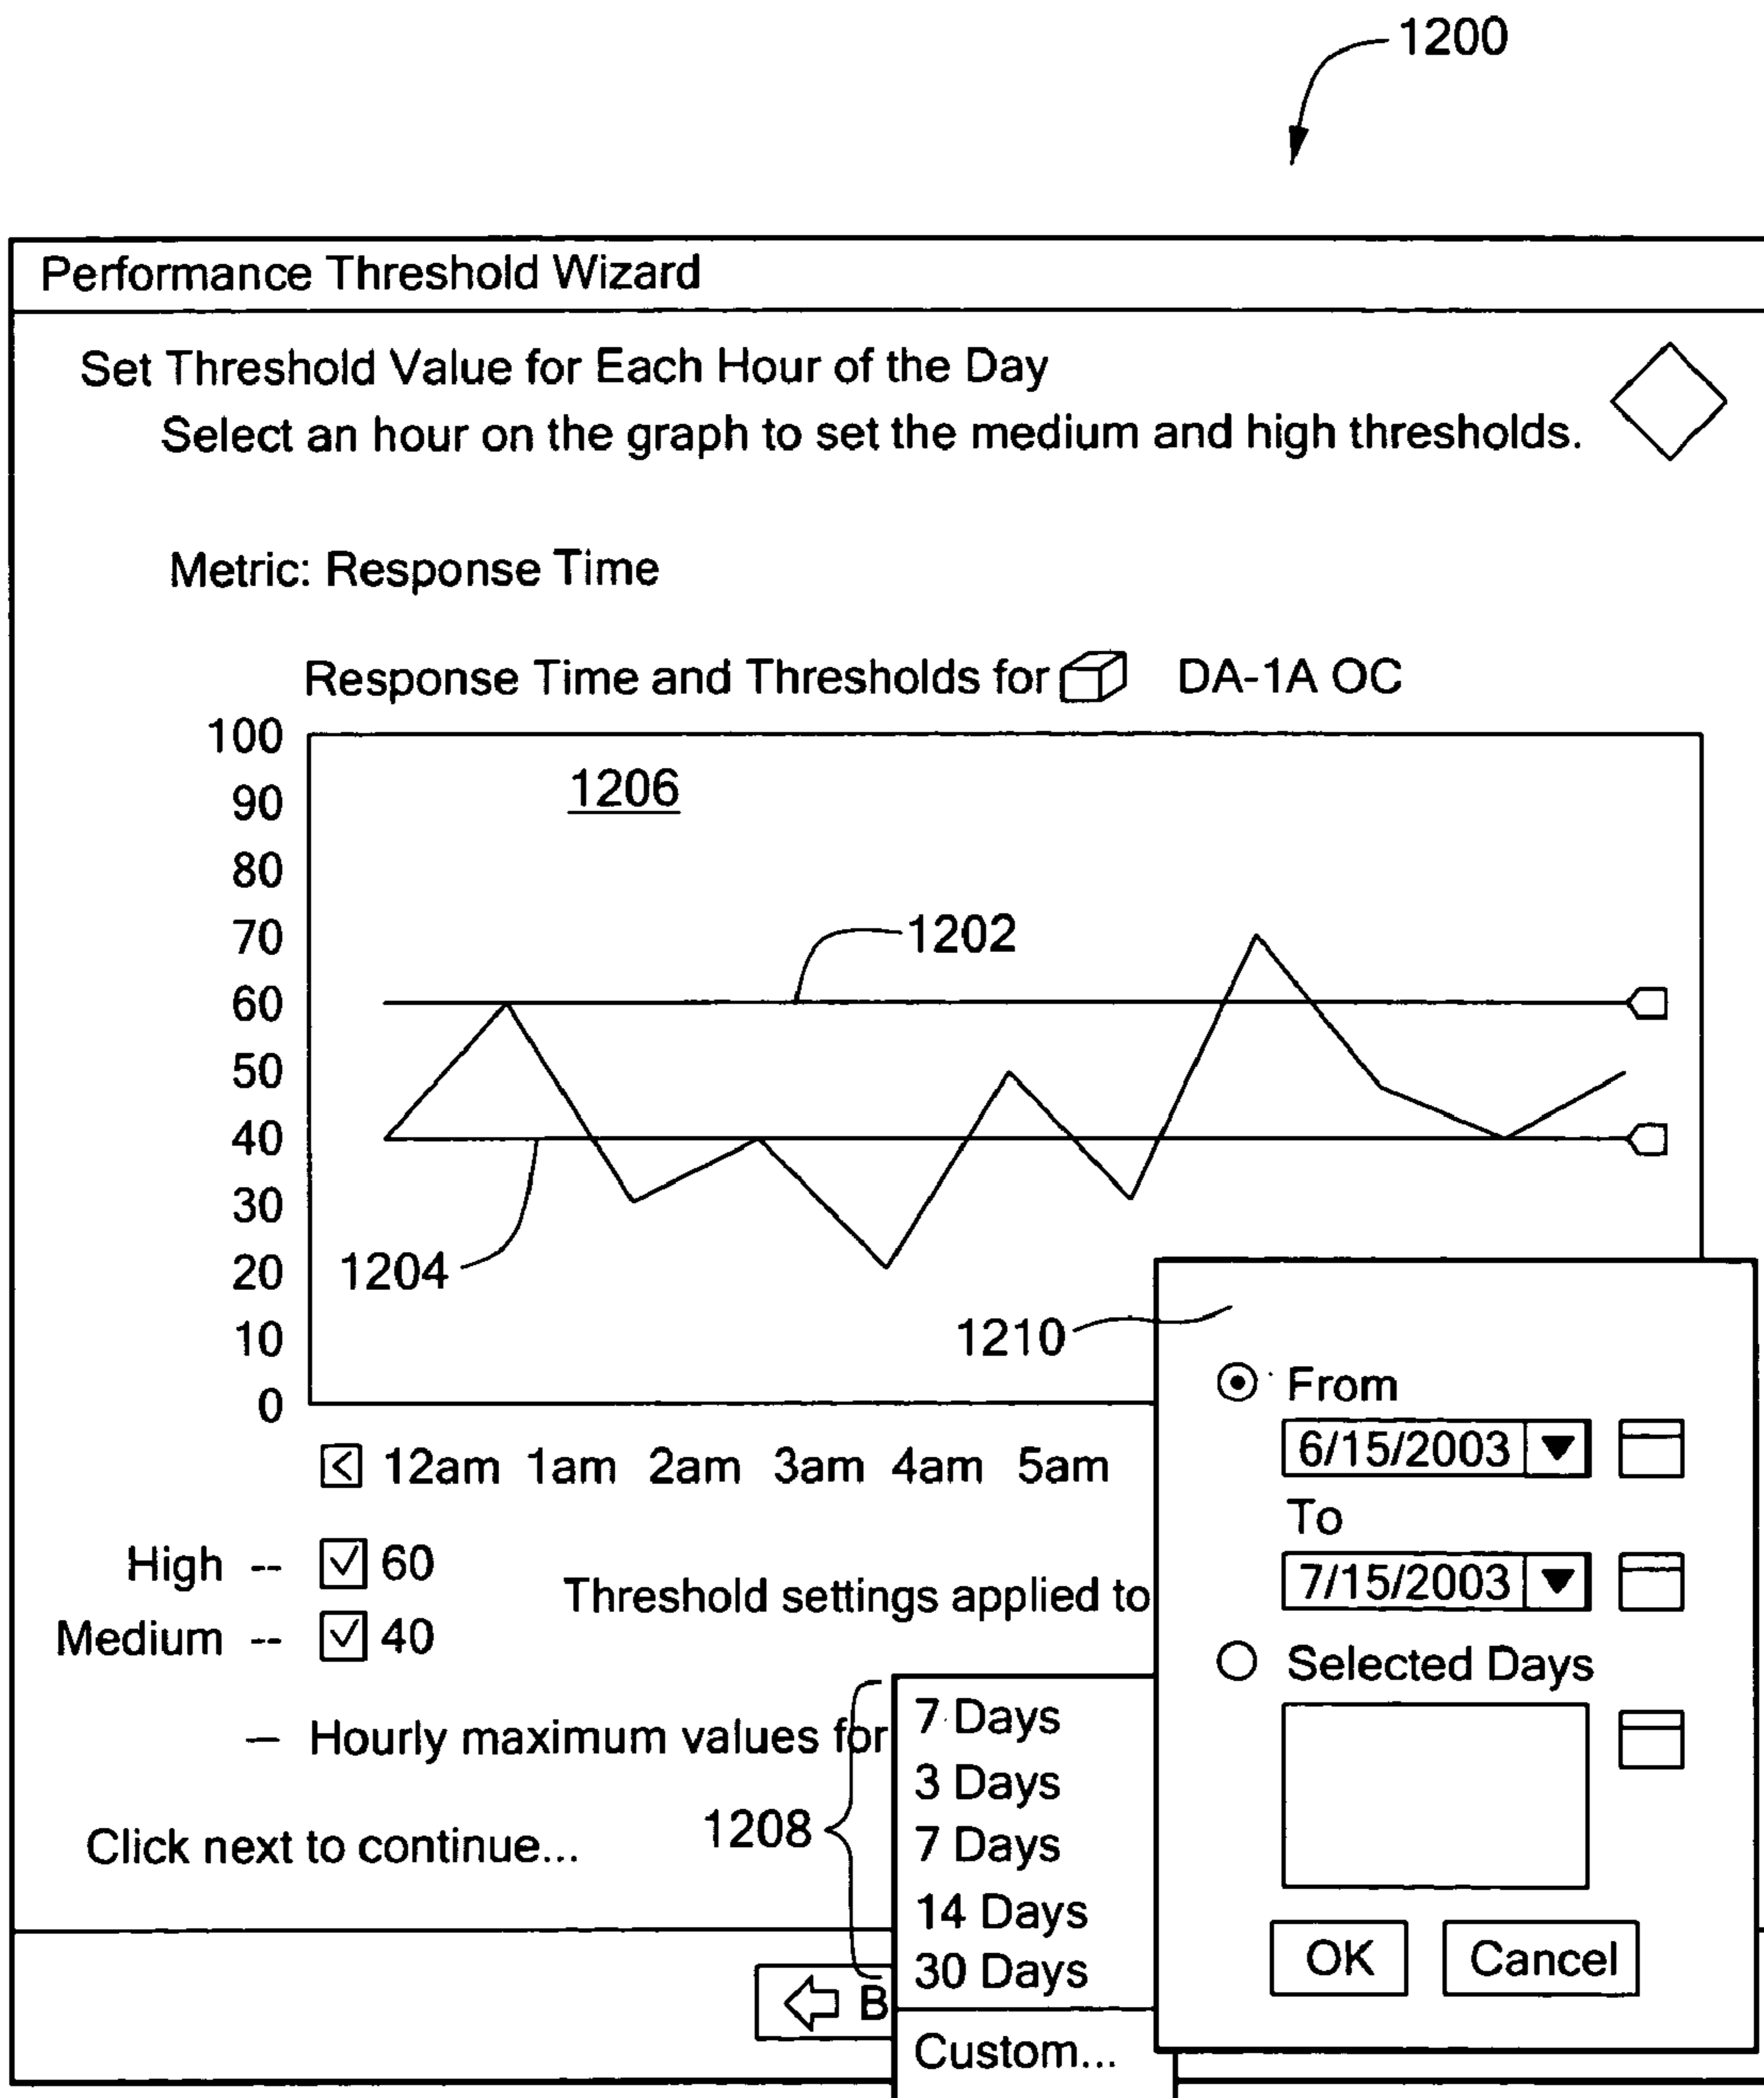 1200
Performance Threshold Wizard
Set Threshold Value for Each Hour of the Day
Select an hour on the graph to set the medium and high thresholds.
Metric: Response Time
Response Time and Thresholds for DA-1A OC
100
90
80
70
60
50
40
30
20
10
0
1206
1202
1204
1210
< 12am 1am 2am 3am 4am 5am
High -- 60
Medium -- 40
Threshold settings applied to
– Hourly maximum values for
Click next to continue...
1208
7 Days
3 Days
7 Days
14 Days
30 Days
Custom...
B
From
6/15/2003
To
7/15/2003
Selected Days
OK Cancel